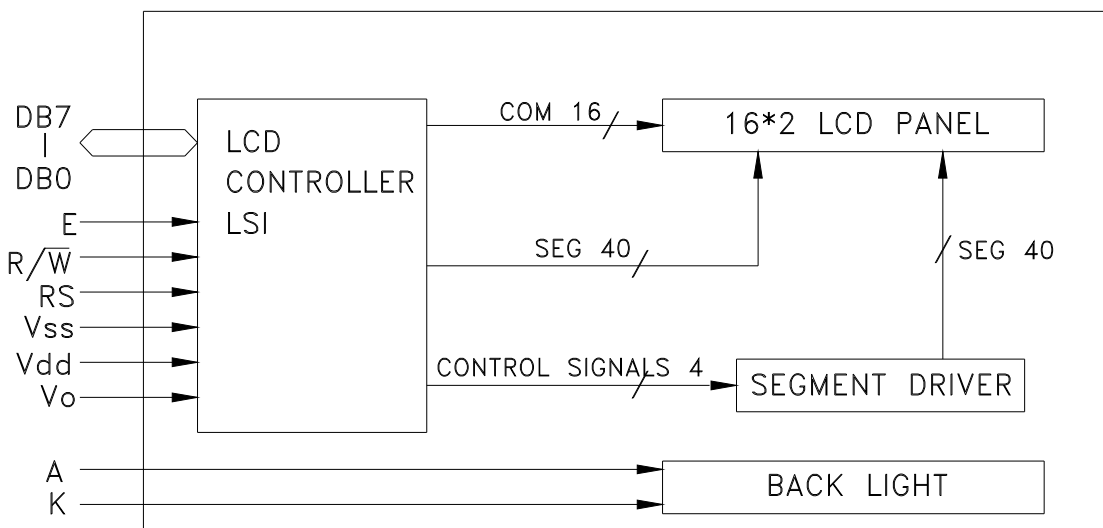 DB7
|
DB0
E
R/W̅
RS
Vss
Vdd
Vo
A
K
LCD
CONTROLLER
LSI
COM 16
16*2 LCD PANEL
SEG 40
SEG 40
CONTROL SIGNALS 4
SEGMENT DRIVER
BACK LIGHT